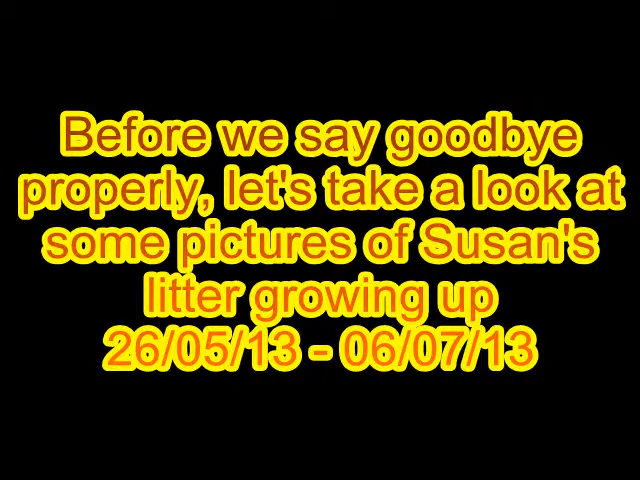 Before we say goodbye
properly, let's take a look at
some pictures of Susan's
litter growing up
26/05/13 - 06/07/13